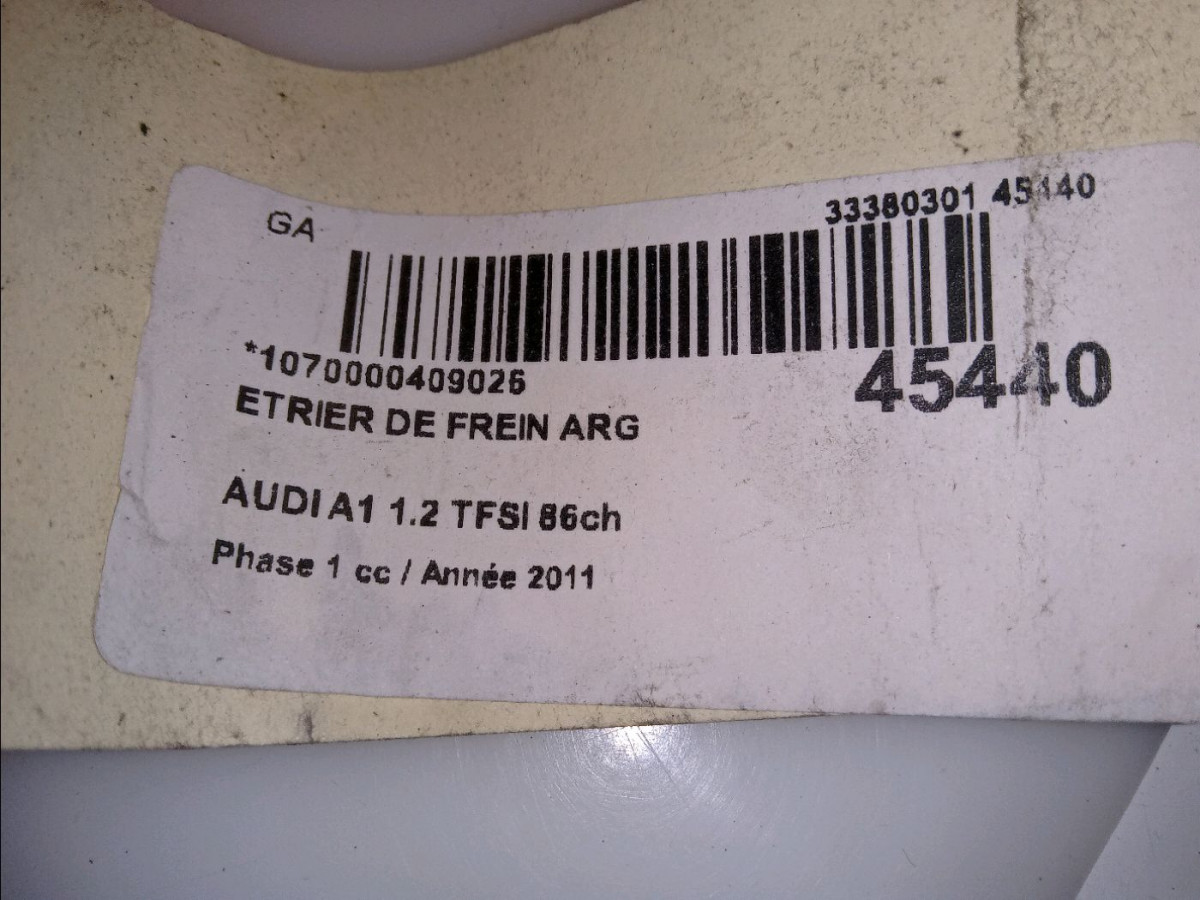 GA
33380301 45440
*1070000409026
45440
ETRIER DE FREIN ARG
AUDI A1 1.2 TFSI 86ch
Phase 1 cc / Année 2011